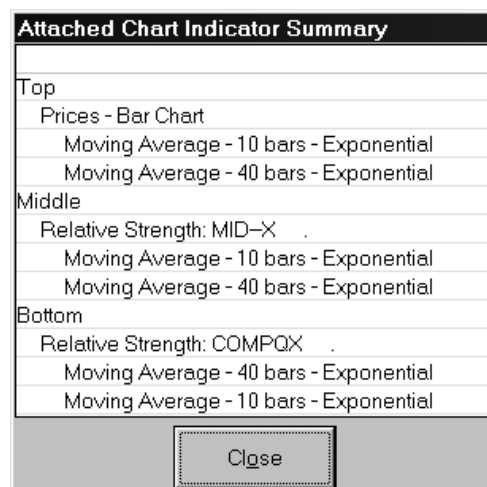 Attached Chart Indicator Summary
Top
Prices - Bar Chart
Moving Average - 10 bars - Exponential
Moving Average - 40 bars - Exponential
Middle
Relative Strength: MID-X .
Moving Average - 10 bars - Exponential
Moving Average - 40 bars - Exponential
Bottom
Relative Strength: COMPQX .
Moving Average - 40 bars - Exponential
Moving Average - 10 bars - Exponential
Close